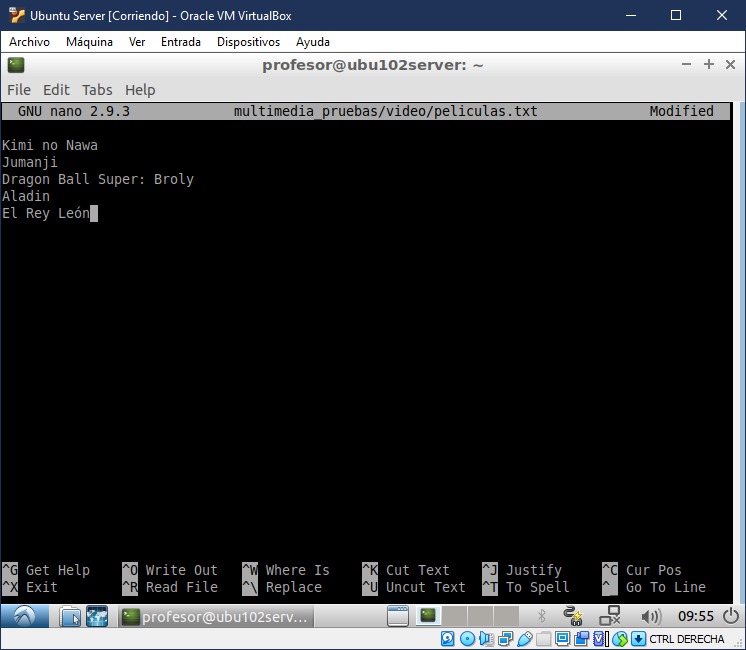 Ubuntu Server [Corriendo] - Oracle VM VirtualBox
Archivo Máquina Ver Entrada Dispositivos Ayuda
profesor@ubu102server: ~
File Edit Tabs Help
GNU nano 2.9.3 multimedia_pruebas/video/peliculas.txt Modified
Kimi no Nawa
Jumanji
Dragon Ball Super: Broly
Aladin
El Rey León
^G Get Help ^O Write Out ^W Where Is ^K Cut Text ^J Justify ^C Cur Pos
^X Exit ^R Read File ^\ Replace ^U Uncut Text ^T To Spell ^_ Go To Line
profesor@ubu102serv... 09:55
CTRL DERECHA